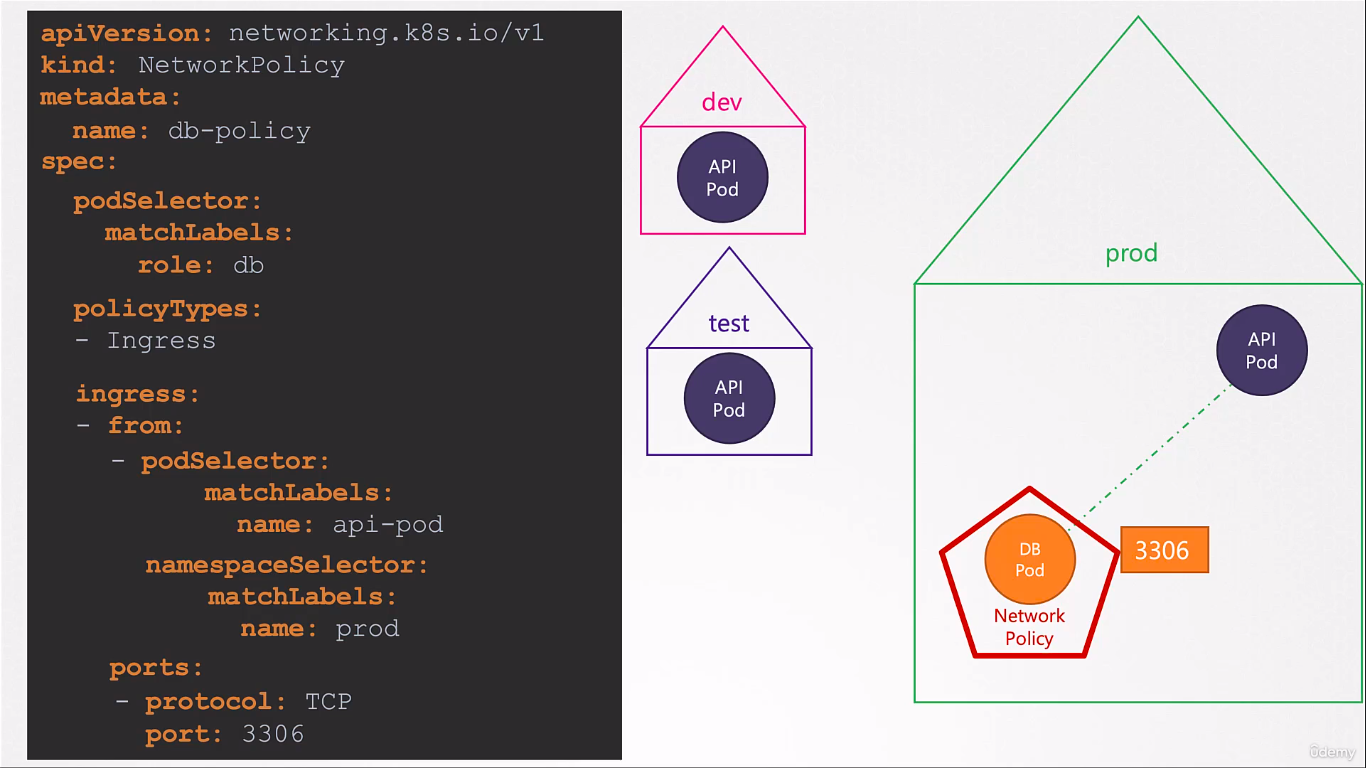 apiVersion: networking.k8s.io/v1
kind: NetworkPolicy
metadata:
  name: db-policy
spec:
  podSelector:
    matchLabels:
      role: db
  policyTypes:
  - Ingress
  ingress:
  - from:
    - podSelector:
        matchLabels:
          name: api-pod
      namespaceSelector:
        matchLabels:
          name: prod
    ports:
    - protocol: TCP
      port: 3306
dev
API
Pod
test
API
Pod
prod
API
Pod
DB
Pod
Network
Policy
3306
ûdemy